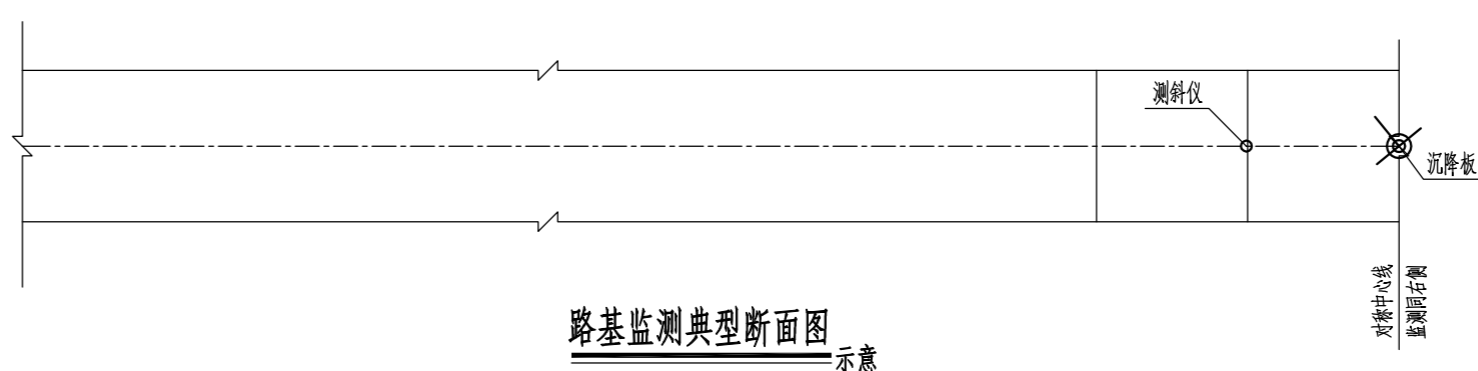 测斜仪
沉降板
对称中心线
监测同右侧
路基监测典型断面图
示意